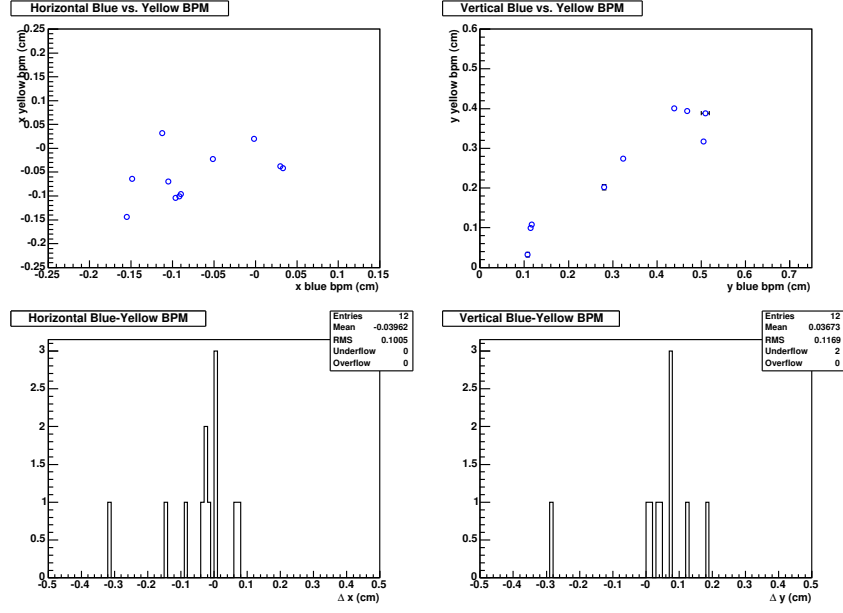 Horizontal Blue vs. Yellow BPM
x yellow bpm (cm)
0.25
0.2
0.15
0.1
0.05
-0
-0.05
-0.1
-0.15
-0.2
-0.25
-0.25 -0.2 -0.15 -0.1 -0.05 -0 0.05 0.1 0.15
x blue bpm (cm)
Vertical Blue vs. Yellow BPM
y yellow bpm (cm)
0.6
0.5
0.4
0.3
0.2
0.1
0
0 0.1 0.2 0.3 0.4 0.5 0.6 0.7
y blue bpm (cm)
Horizontal Blue-Yellow BPM
Entries 12
Mean -0.03962
RMS 0.1005
Underflow 0
Overflow 0
3
2.5
2
1.5
1
0.5
0
-0.5 -0.4 -0.3 -0.2 -0.1 -0 0.1 0.2 0.3 0.4 0.5
Δ x (cm)
Vertical Blue-Yellow BPM
Entries 12
Mean 0.03673
RMS 0.1169
Underflow 2
Overflow 0
3
2.5
2
1.5
1
0.5
0
-0.5 -0.4 -0.3 -0.2 -0.1 -0 0.1 0.2 0.3 0.4 0.5
Δ y (cm)